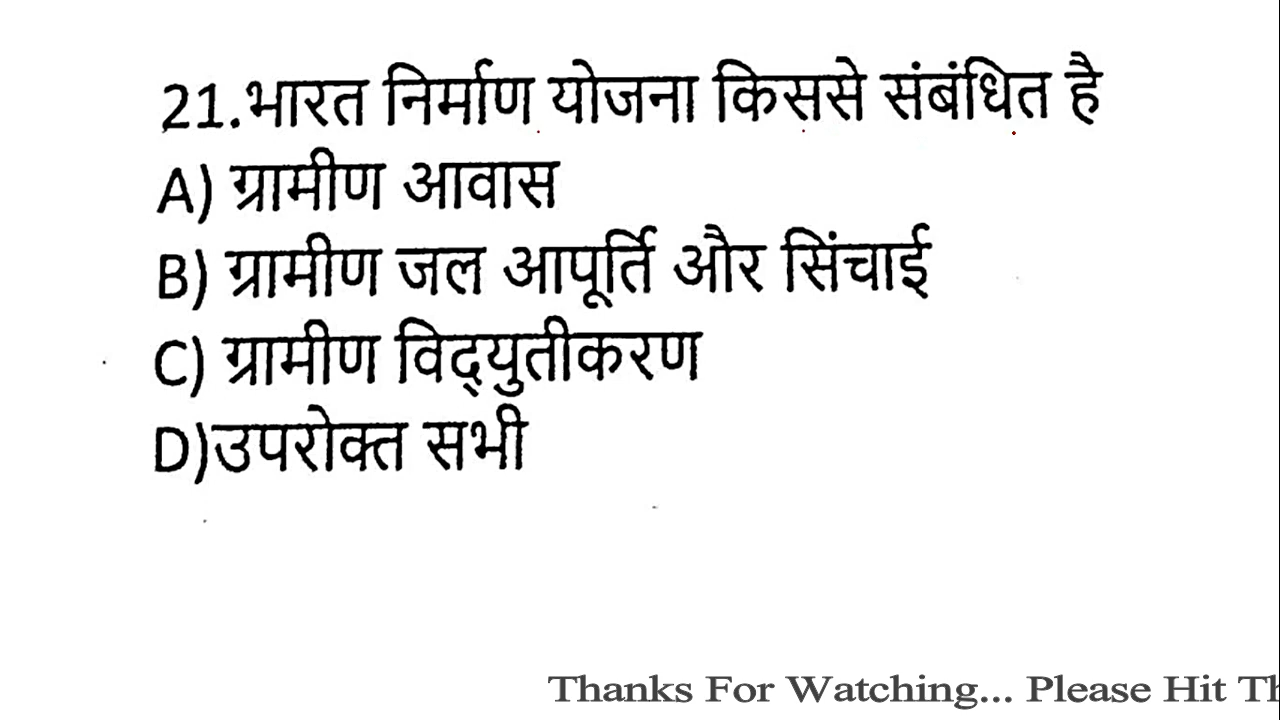 21.भारत निर्माण योजना किससे संबंधित है
A) ग्रामीण आवास
B) ग्रामीण जल आपूर्ति और सिंचाई
C) ग्रामीण विद्युतीकरण
D)उपरोक्त सभी
Thanks For Watching... Please Hit Th